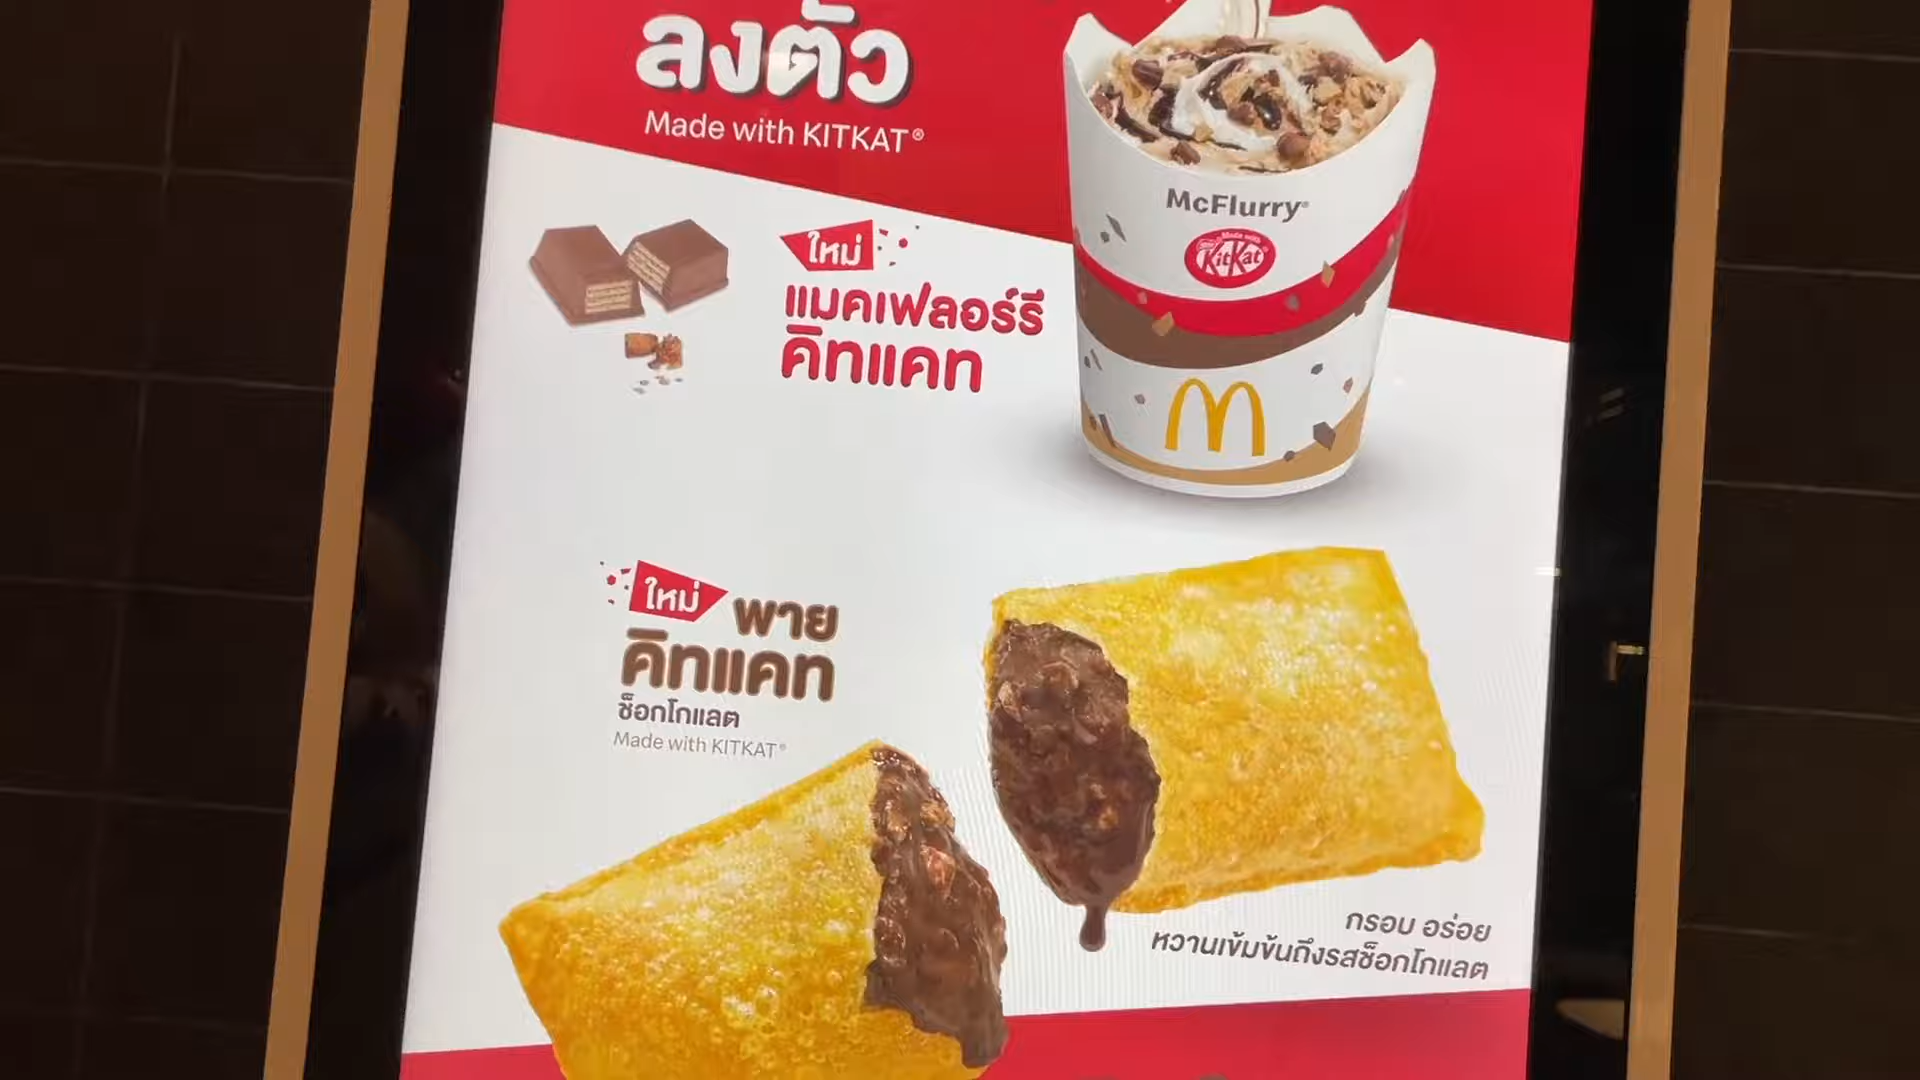 ลงตัว
Made with KITKAT®
McFlurry®
Made with
KitKat
ใหม่
แมคเฟลอร์รี
คิทแคท
ใหม่ พาย
คิทแคท
ช็อกโกแลต
Made with KITKAT®
กรอบ อร่อย
หวานเข้มข้นถึงรสช็อกโกแลต